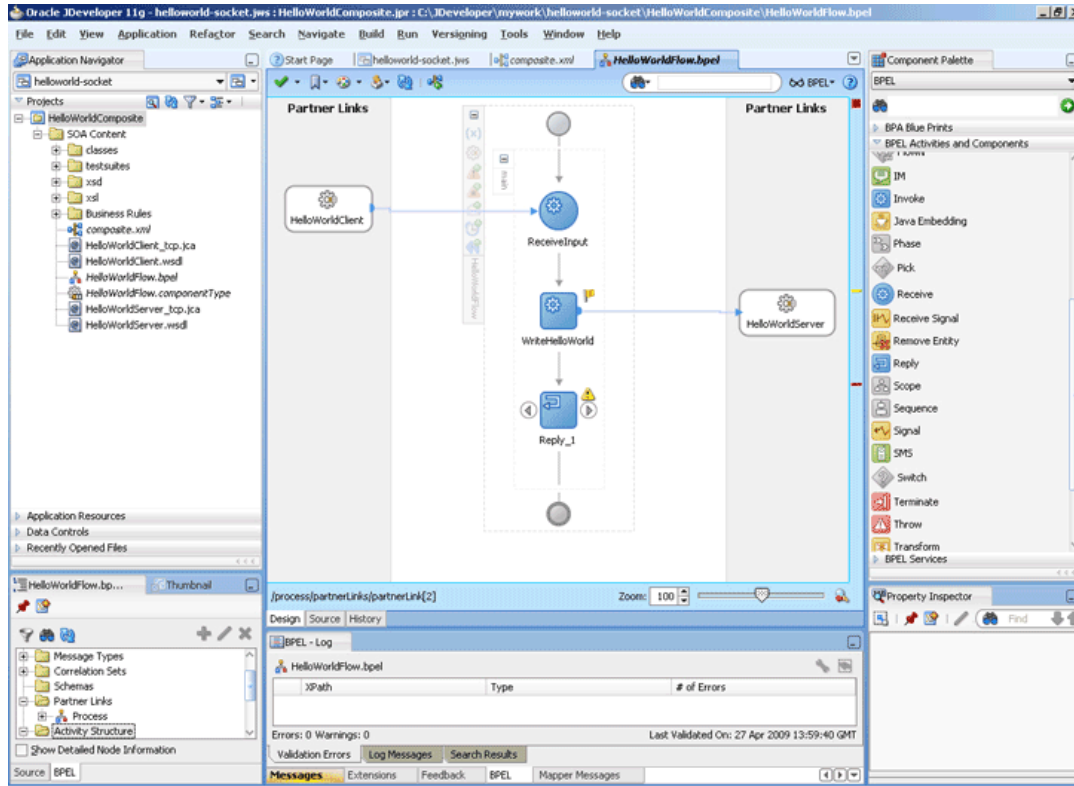 Oracle JDeveloper 11g - helloworld-socket.jws : HelloWorldComposite.jpr : C:\JDeveloper\mywork\helloworld-socket\HelloWorldComposite\HelloWorldFlow.bpel
File Edit View Application Refactor Search Navigate Build Run Versioning Tools Window Help
Application Navigator
helloworld-socket
Projects
HelloWorldComposite
SOA Content
classes
testsuites
xsd
xsl
Business Rules
composite.xml
HelloWorldClient_tcp.jca
HelloWorldClient.wsdl
HelloWorldFlow.bpel
HelloWorldFlow.componentType
HelloWorldServer_tcp.jca
HelloWorldServer.wsdl
Application Resources
Data Controls
Recently Opened Files
HelloWorldFlow.bp... Thumbnail
Message Types
Correlation Sets
Schemas
Partner Links
Process
Activity Structure
Show Detailed Node Information
Source BPEL
Start Page helloworld-socket.jws composite.xml HelloWorldFlow.bpel
BPEL
Partner Links
Partner Links
HelloWorldClient
main
HelloWorldFlow
ReceiveInput
WriteHelloWorld
HelloWorldServer
Reply_1
/process/partnerLinks/partnerLink[2]
Zoom: 100
Design Source History
BPEL - Log
HelloWorldFlow.bpel
XPath Type # of Errors
Errors: 0 Warnings: 0
Last Validated On: 27 Apr 2009 13:59:40 GMT
Validation Errors Log Messages Search Results
Messages Extensions Feedback BPEL Mapper Messages
Component Palette
BPEL
BPA Blue Prints
BPEL Activities and Components
IM
Invoke
Java Embedding
Phase
Pick
Receive
Receive Signal
Remove Entity
Reply
Scope
Sequence
Signal
SMS
Switch
Terminate
Throw
Transform
BPEL Services
Property Inspector
Find